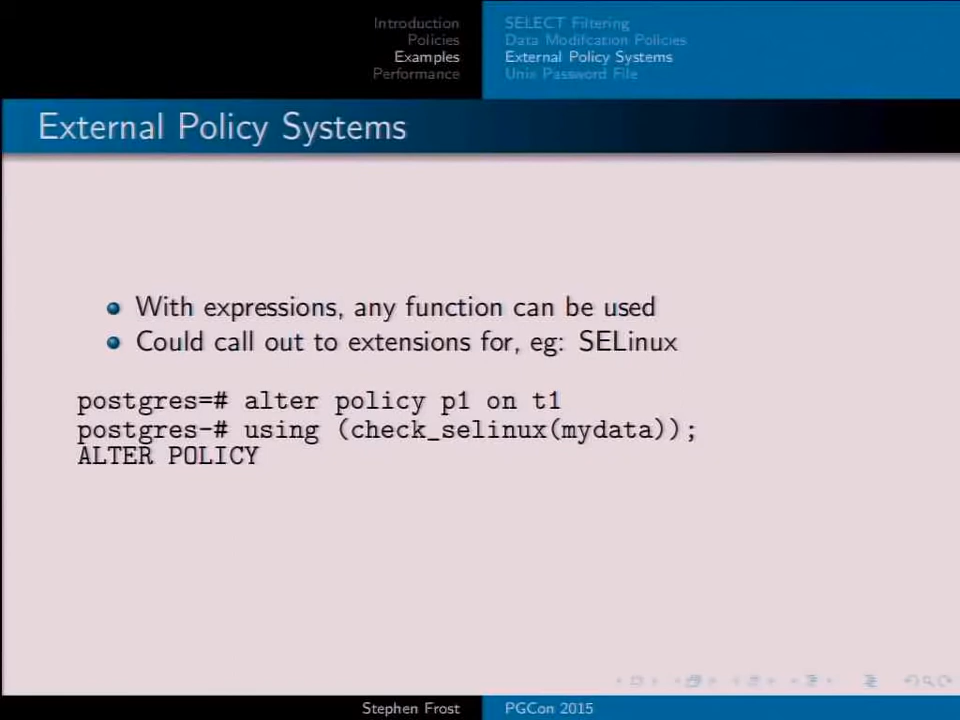 Introduction
Policies
Examples
Performance
SELECT Filtering
Data Modifcation Policies
External Policy Systems
Unix Password File
External Policy Systems
With expressions, any function can be used
Could call out to extensions for, eg: SELinux
postgres=# alter policy p1 on t1
postgres-# using (check_selinux(mydata));
ALTER POLICY
Stephen Frost
PGCon 2015